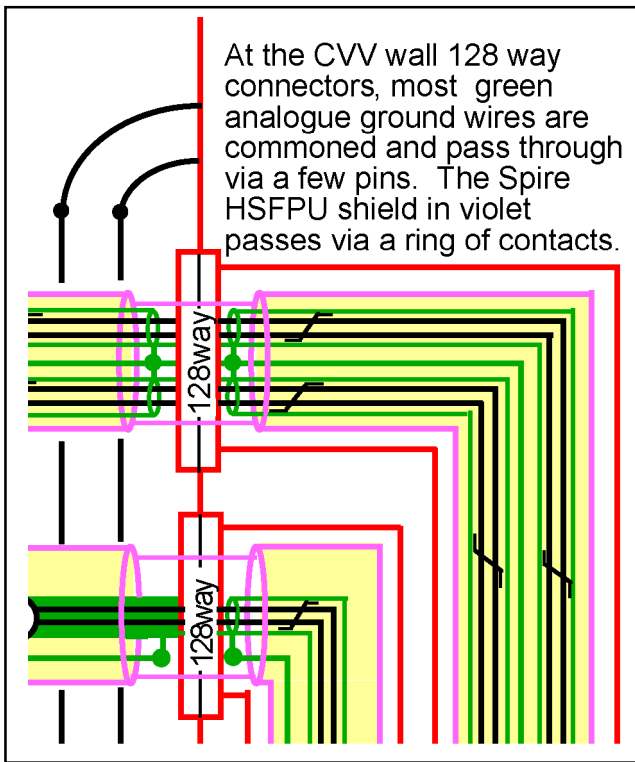 At the CVV wall 128 way
connectors, most green
analogue ground wires are
commoned and pass through
via a few pins. The Spire
HSFPU shield in violet
passes via a ring of contacts.
128way
128way